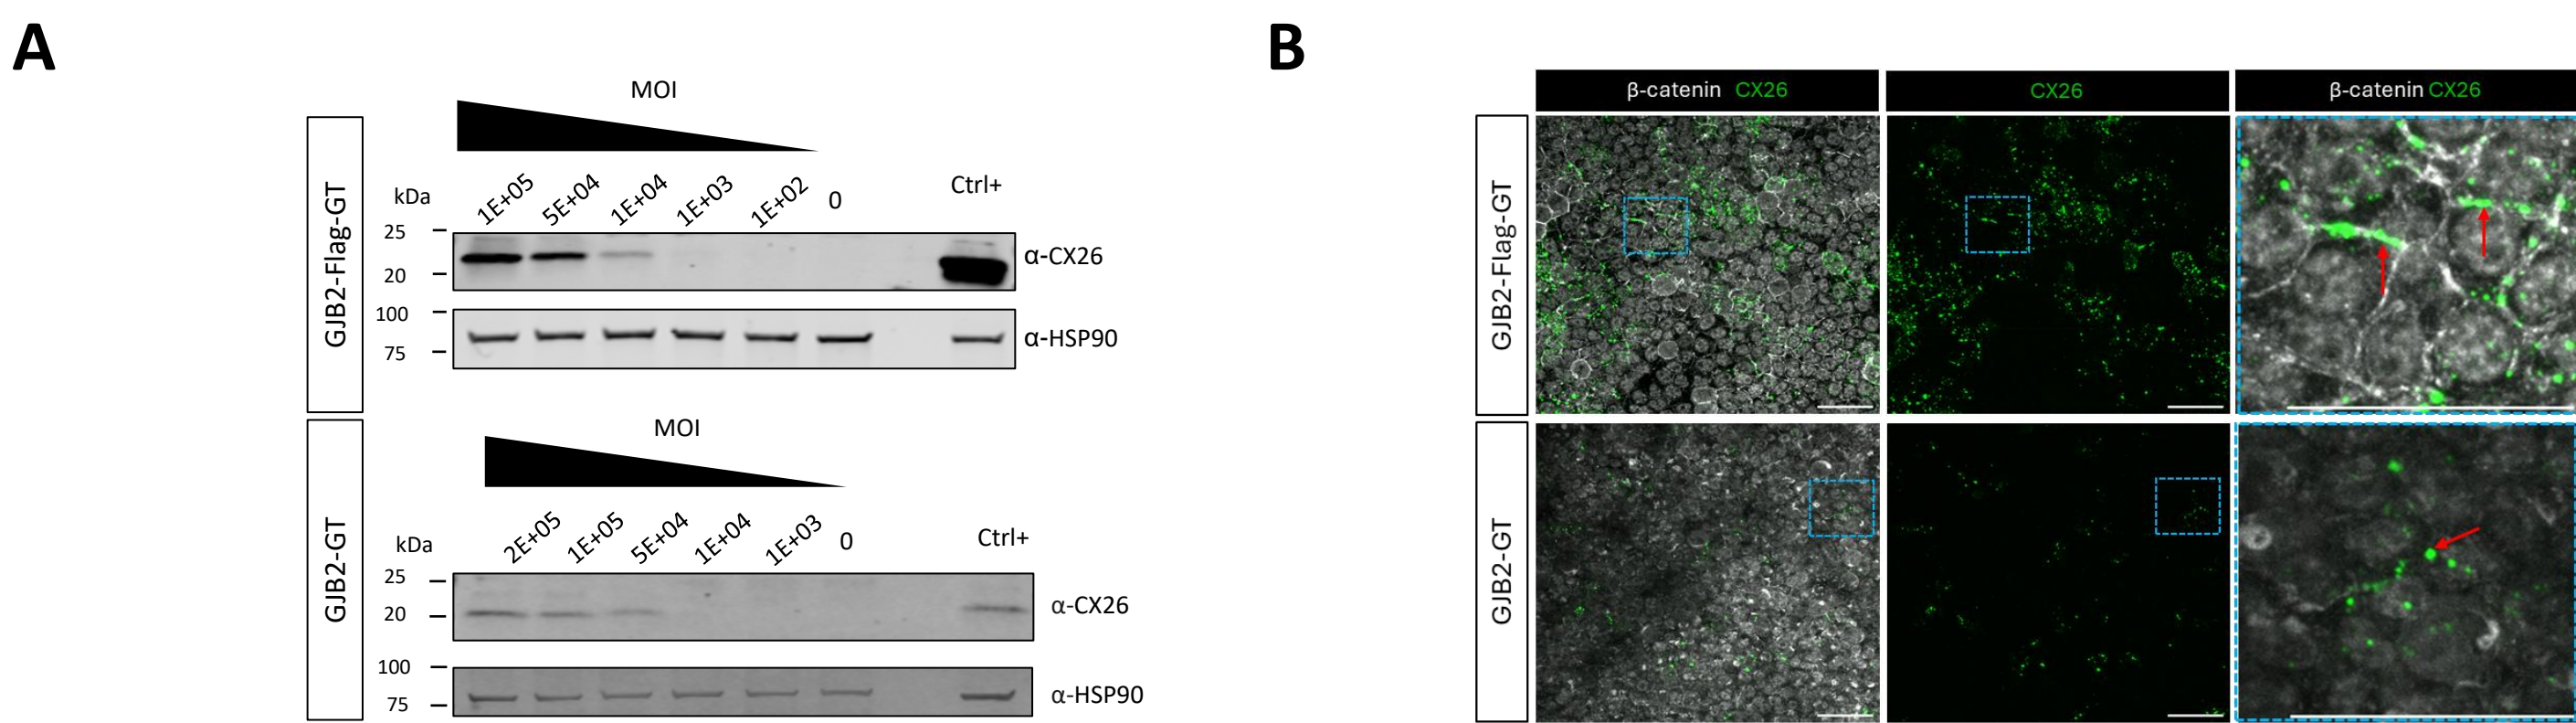 A
MOI
GJB2-Flag-GT
kDa
1E+05 5E+04 1E+04 1E+03 1E+02 0 Ctrl+
25
20
α-CX26
100
75
α-HSP90
MOI
GJB2-GT
kDa
2E+05 1E+05 5E+04 1E+04 1E+03 0 Ctrl+
25
20
α-CX26
100
75
α-HSP90
B
β-catenin CX26
CX26
β-catenin CX26
GJB2-Flag-GT
GJB2-GT